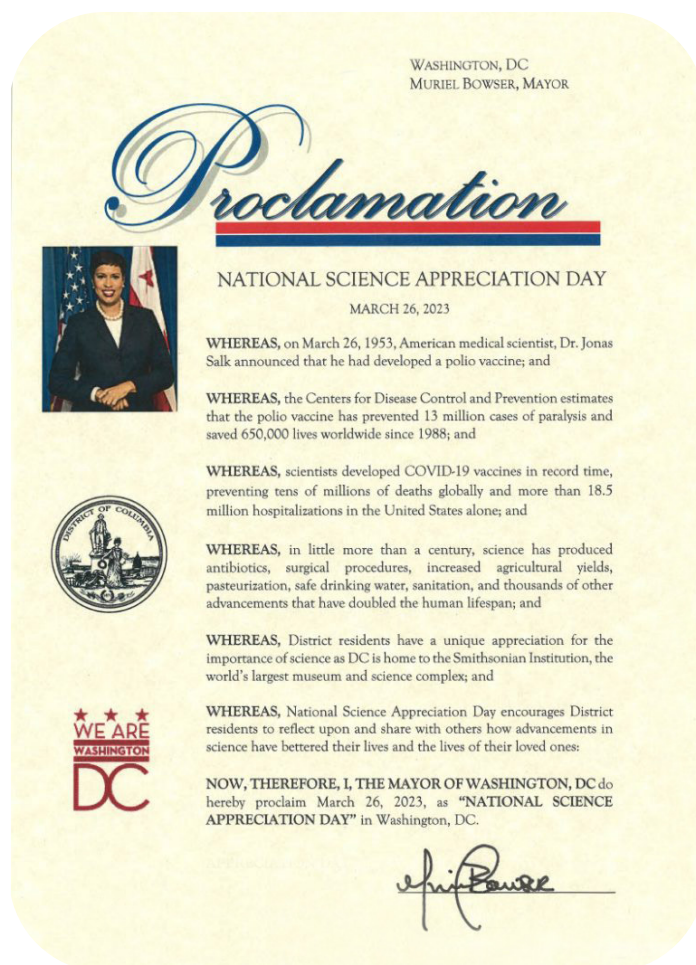 WASHINGTON, DC
MURIEL BOWSER, MAYOR
Proclamation
NATIONAL SCIENCE APPRECIATION DAY
MARCH 26, 2023
WHEREAS, on March 26, 1953, American medical scientist, Dr. Jonas
Salk announced that he had developed a polio vaccine; and
WHEREAS, the Centers for Disease Control and Prevention estimates
that the polio vaccine has prevented 13 million cases of paralysis and
saved 650,000 lives worldwide since 1988; and
WHEREAS, scientists developed COVID-19 vaccines in record time,
preventing tens of millions of deaths globally and more than 18.5
million hospitalizations in the United States alone; and
DISTRICT OF COLUMBIA
WHEREAS, in little more than a century, science has produced
antibiotics, surgical procedures, increased agricultural yields,
pasteurization, safe drinking water, sanitation, and thousands of other
advancements that have doubled the human lifespan; and
WHEREAS, District residents have a unique appreciation for the
importance of science as DC is home to the Smithsonian Institution, the
world's largest museum and science complex; and
WE ARE
WASHINGTON
DC
WHEREAS, National Science Appreciation Day encourages District
residents to reflect upon and share with others how advancements in
science have bettered their lives and the lives of their loved ones:
NOW, THEREFORE, I, THE MAYOR OF WASHINGTON, DC do
hereby proclaim March 26, 2023, as "NATIONAL SCIENCE
APPRECIATION DAY" in Washington, DC.
Muriel Bowser